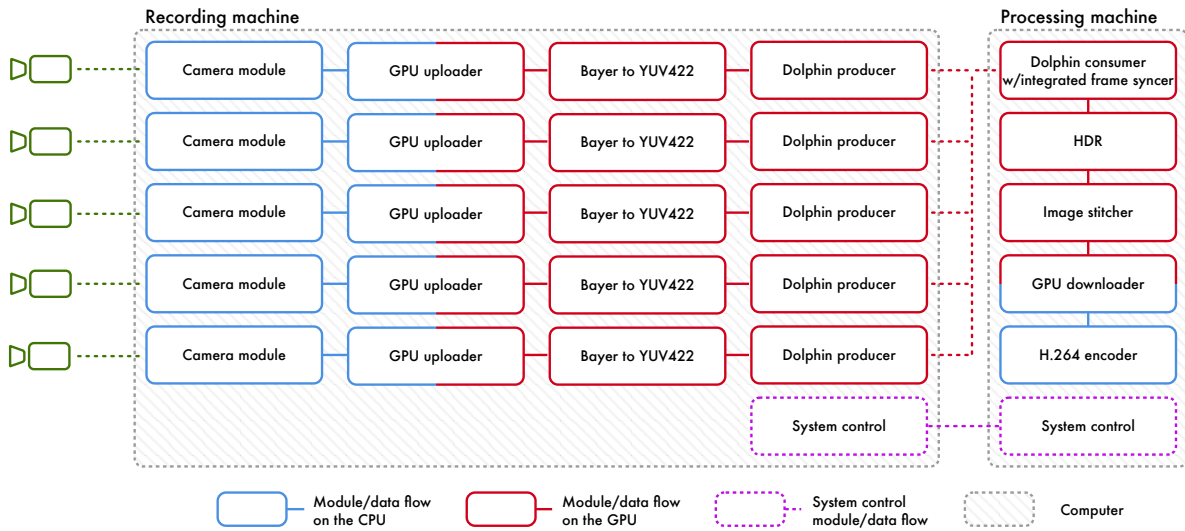 Recording machine
Processing machine
Camera module
GPU uploader
Bayer to YUV422
Dolphin producer
Dolphin consumer
w/integrated frame syncer
Camera module
GPU uploader
Bayer to YUV422
Dolphin producer
HDR
Camera module
GPU uploader
Bayer to YUV422
Dolphin producer
Image stitcher
Camera module
GPU uploader
Bayer to YUV422
Dolphin producer
GPU downloader
Camera module
GPU uploader
Bayer to YUV422
Dolphin producer
H.264 encoder
System control
System control
Module/data flow
on the CPU
Module/data flow
on the GPU
System control
module/data flow
Computer